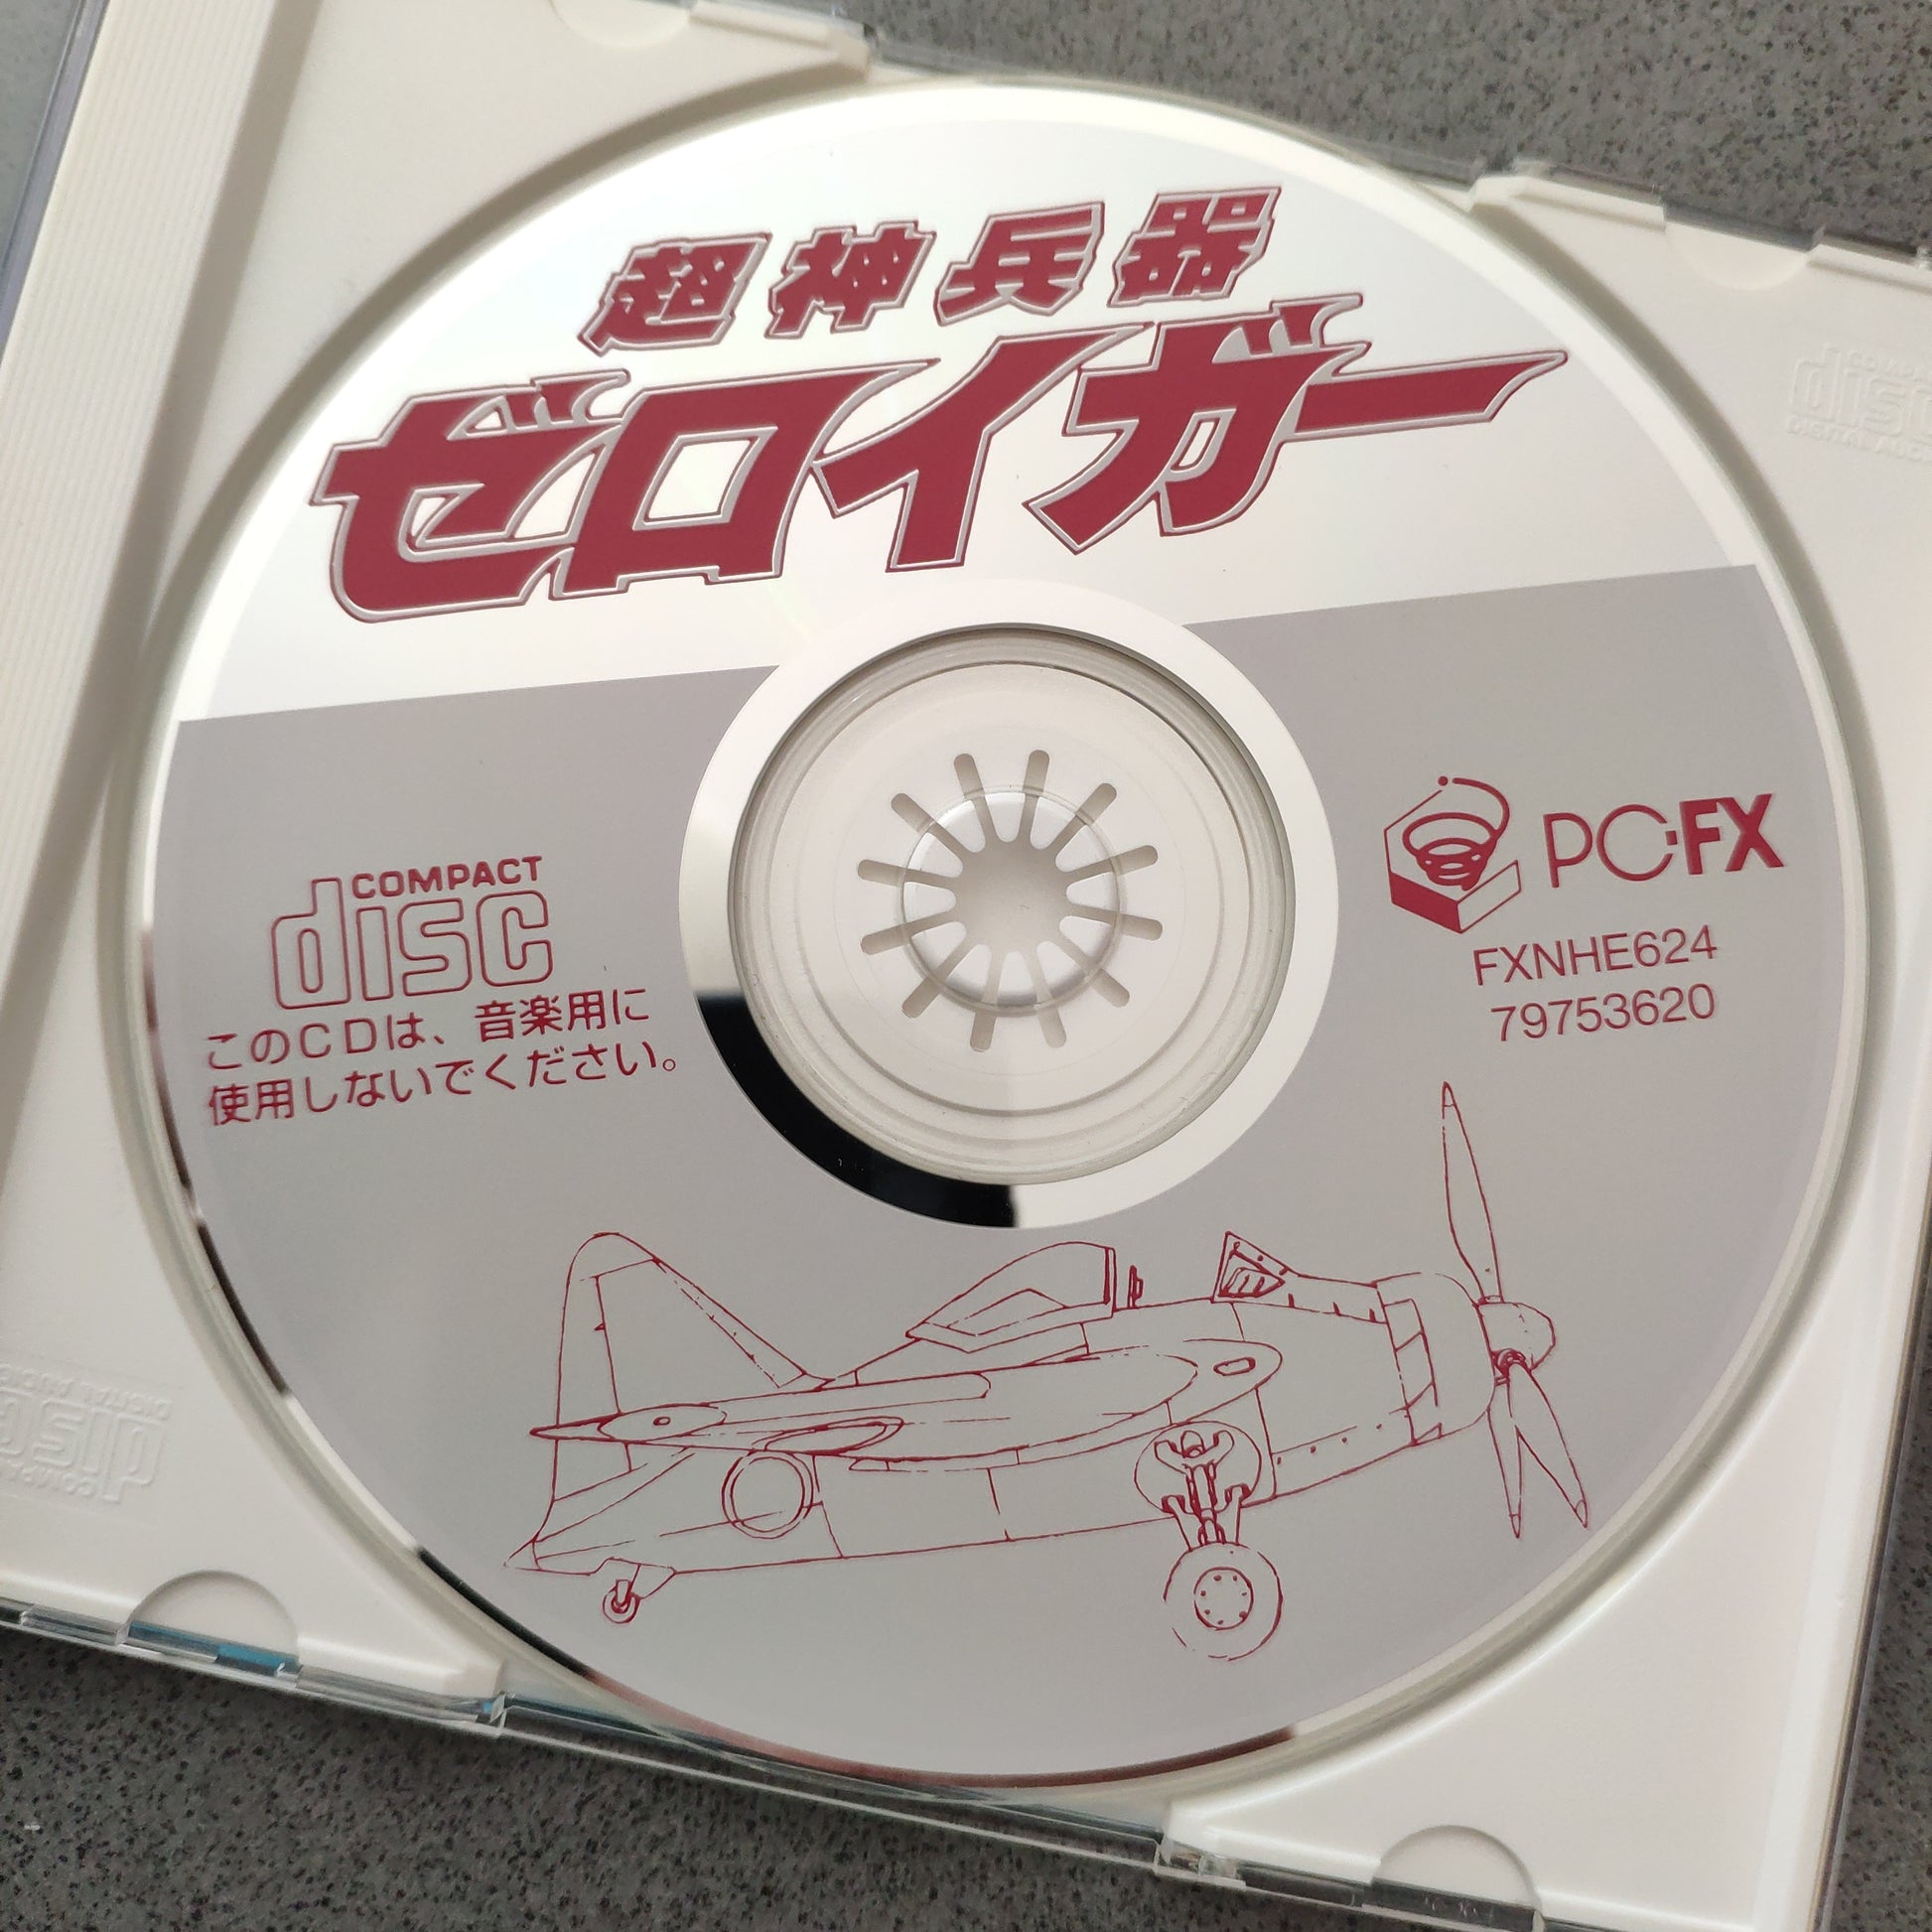 超神兵器
ゼロイガー
PC-FX
FXNHE624
79753620
COMPACT
disc
このCDは、音楽用に
使用しないでください。